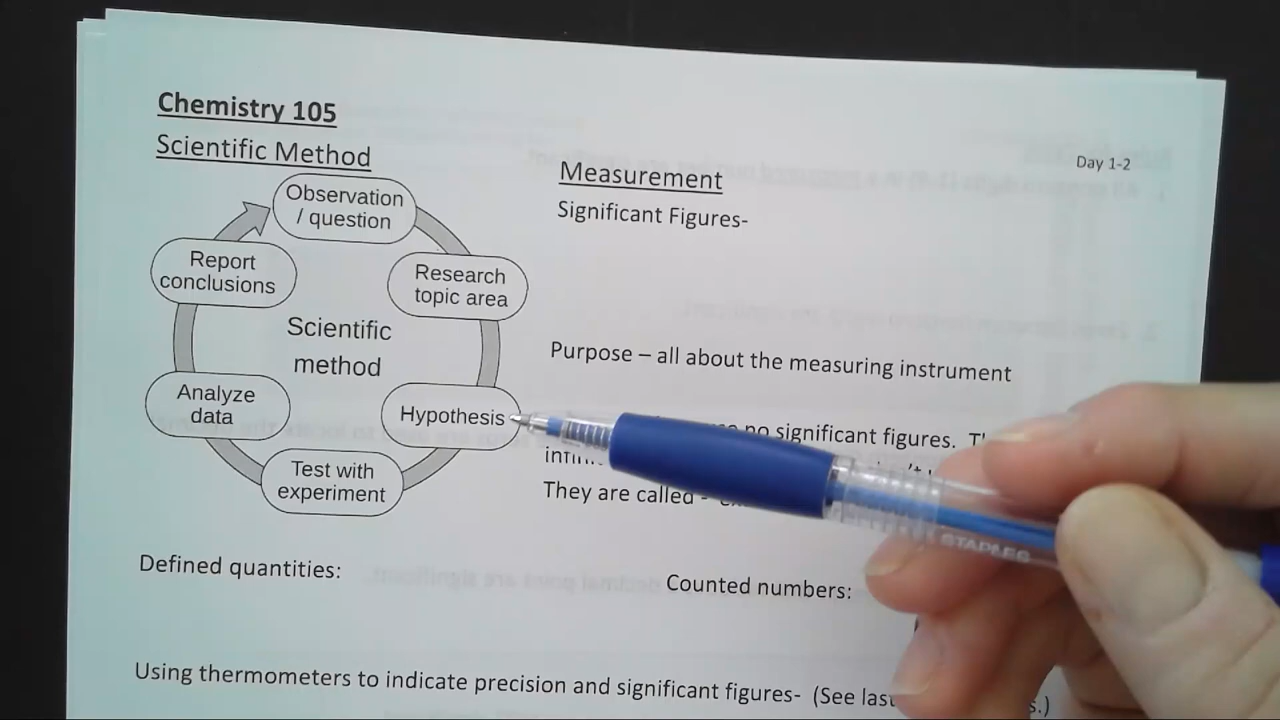 Chemistry 105
Scientific Method
Day 1-2
Observation
/ question
Research
topic area
Hypothesis
Test with
experiment
Analyze
data
Report
conclusions
Scientific
method
Measurement
Significant Figures-
Purpose – all about the measuring instrument
no significant figures.
They are called -
Defined quantities:
Counted numbers:
Using thermometers to indicate precision and significant figures- (See last
STAPLES